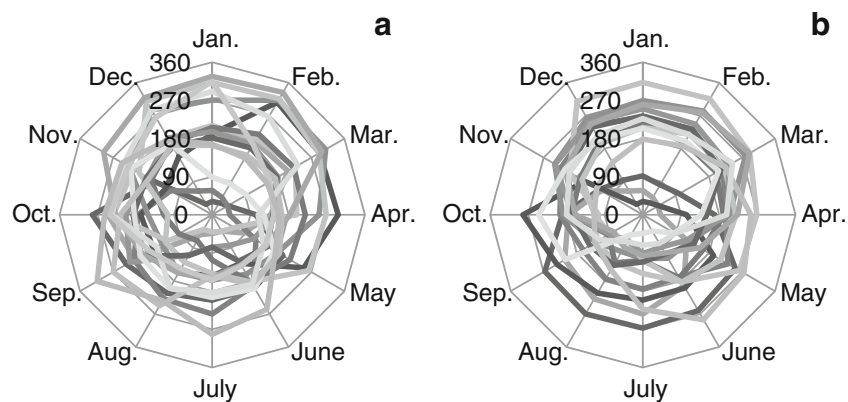 a
Jan.
Feb.
Mar.
Apr.
May
June
July
Aug.
Sep.
Oct.
Nov.
Dec.
360
270
180
90
0
b
Jan.
Feb.
Mar.
Apr.
May
June
July
Aug.
Sep.
Oct.
Nov.
Dec.
360
270
180
90
0